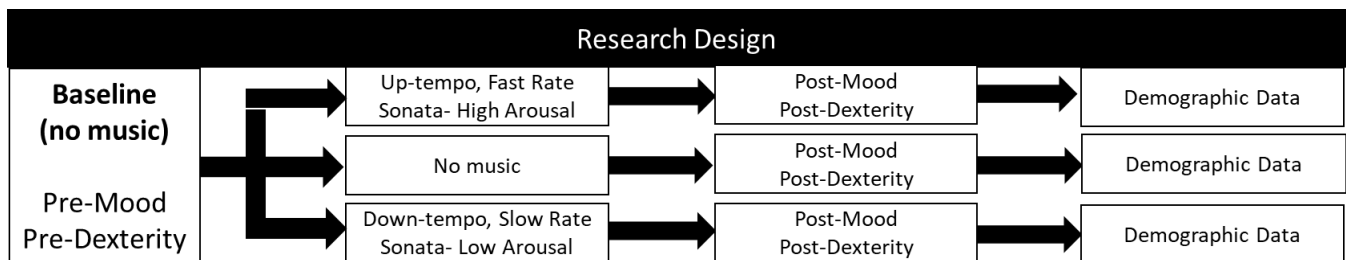 Research Design
Baseline
(no music)
Pre-Mood
Pre-Dexterity
Up-tempo, Fast Rate
Sonata- High Arousal
Post-Mood
Post-Dexterity
Demographic Data
No music
Post-Mood
Post-Dexterity
Demographic Data
Down-tempo, Slow Rate
Sonata- Low Arousal
Post-Mood
Post-Dexterity
Demographic Data